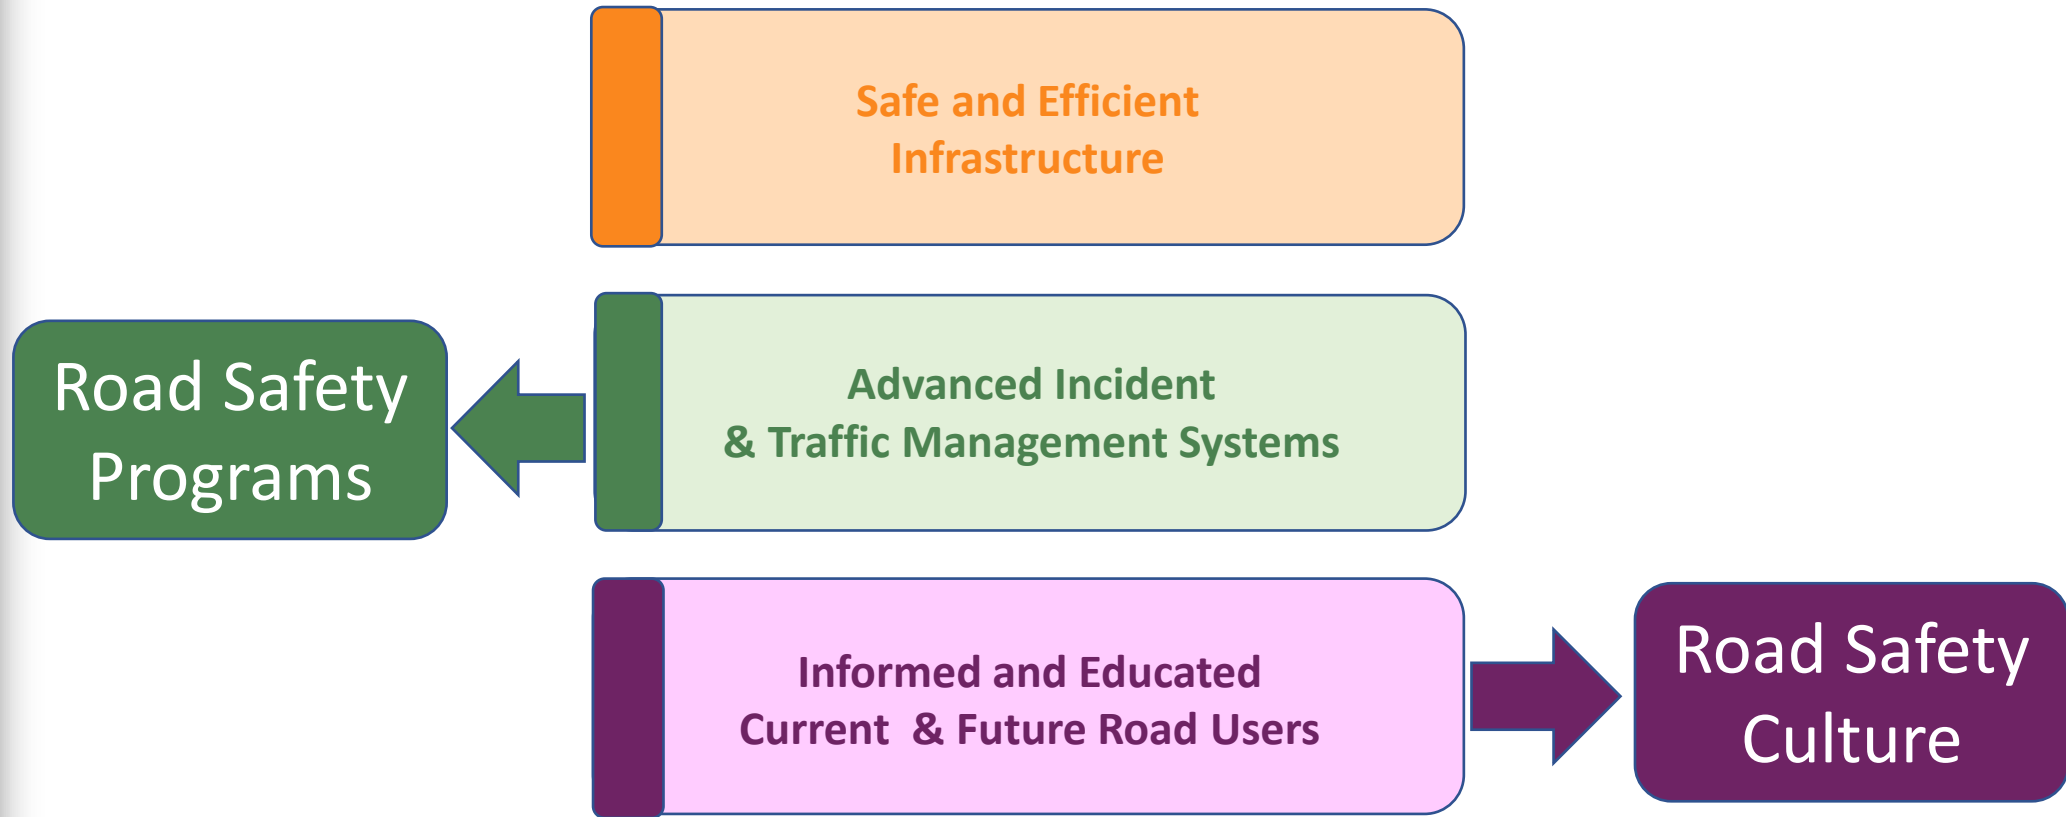 Safe and Efficient
Infrastructure
Road Safety
Programs
Advanced Incident
& Traffic Management Systems
Informed and Educated
Current  & Future Road Users
Road Safety
Culture